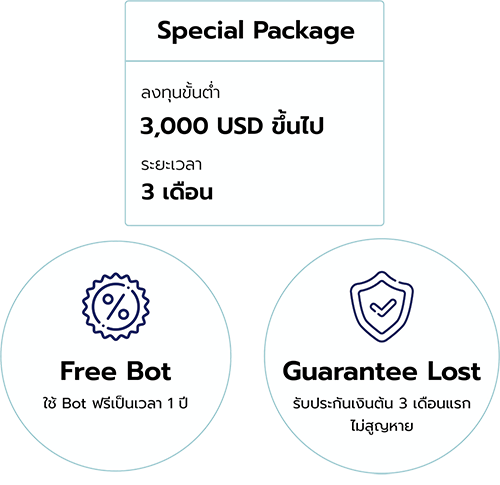 Special Package
ลงทุนขั้นต่ำ
3,000 USD ขึ้นไป
ระยะเวลา
3 เดือน
Free Bot
ใช้ Bot ฟรีเป็นเวลา 1 ปี
Guarantee Lost
รับประกันเงินต้น 3 เดือนแรก
ไม่สูญหาย